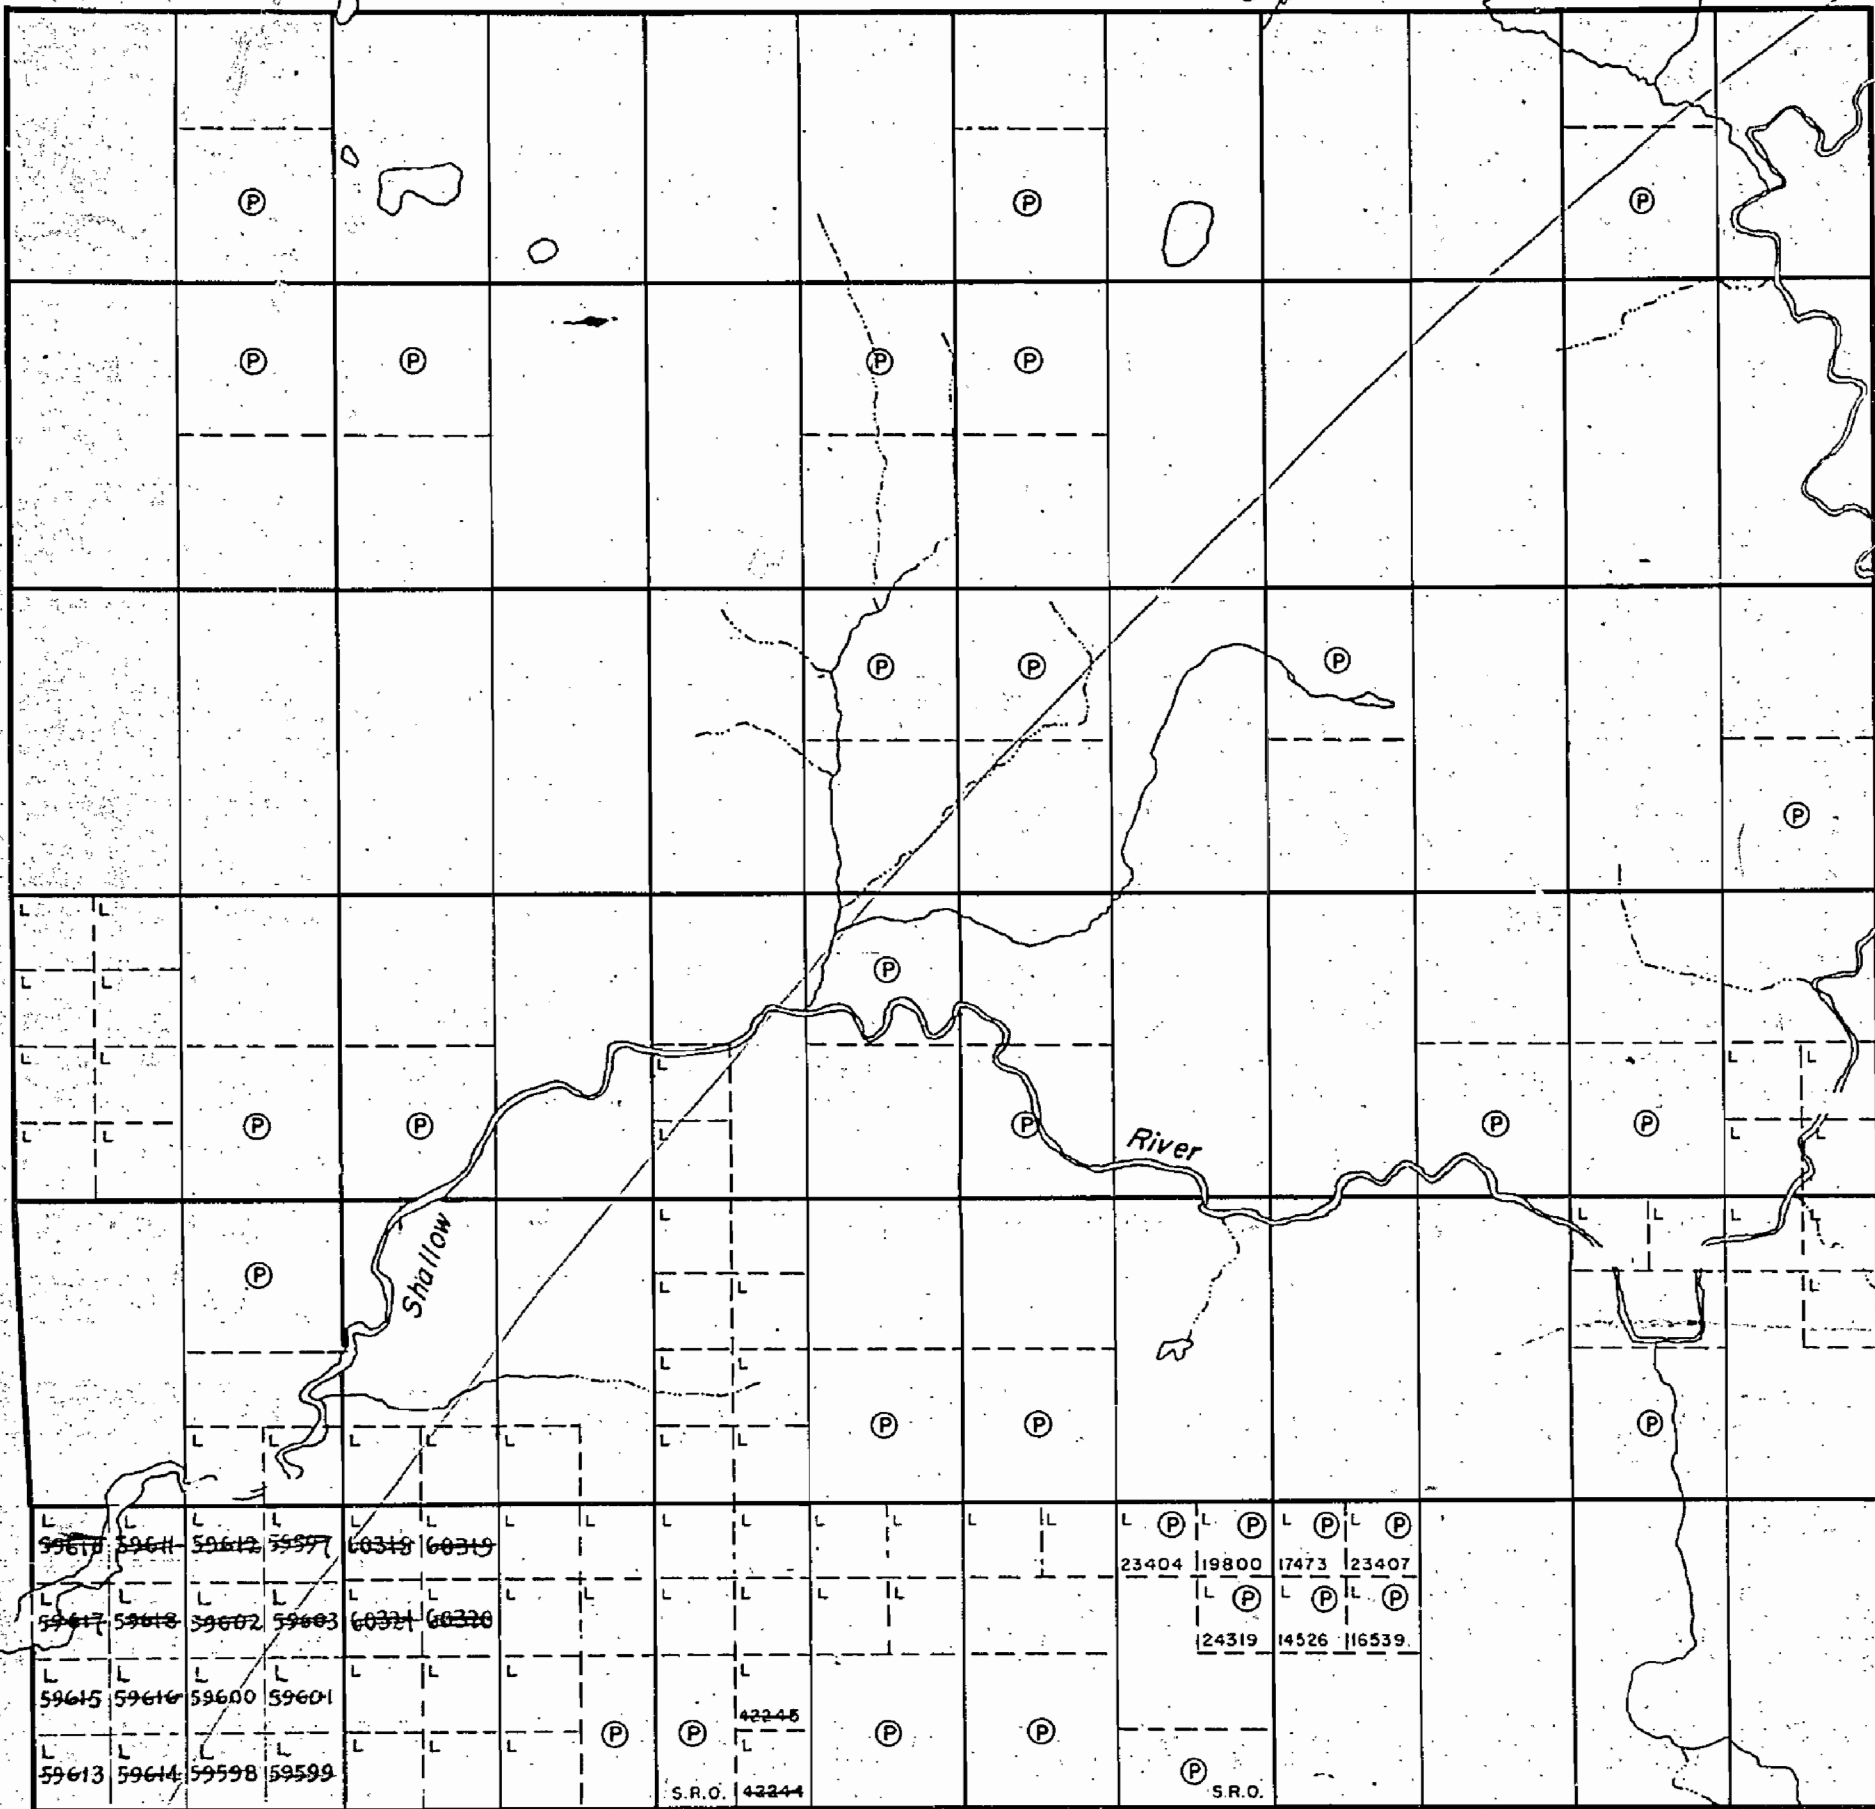 P P P
P P P P
P P P
P
L L
P
L L
L L
L L
L L
P P L P River P P L L
L L
P Shallow L L L L L
L L L
L L
P P P
L L L L L L L
L L L L L L L L L L L L L L P L P L P L P
59611 59612 59597 60318 60319 23404 19800 17473 23407
L L L L L L L L L L L L L P L P L P
59617 59618 59602 59603 60321 60320 24319 14526 16539
L L L L L L L L
59615 59616 59600 59601 42245
P P P P
L L L L L L L L
59613 59614 59598 59599 P
S.R.O. 42244 S.R.O.